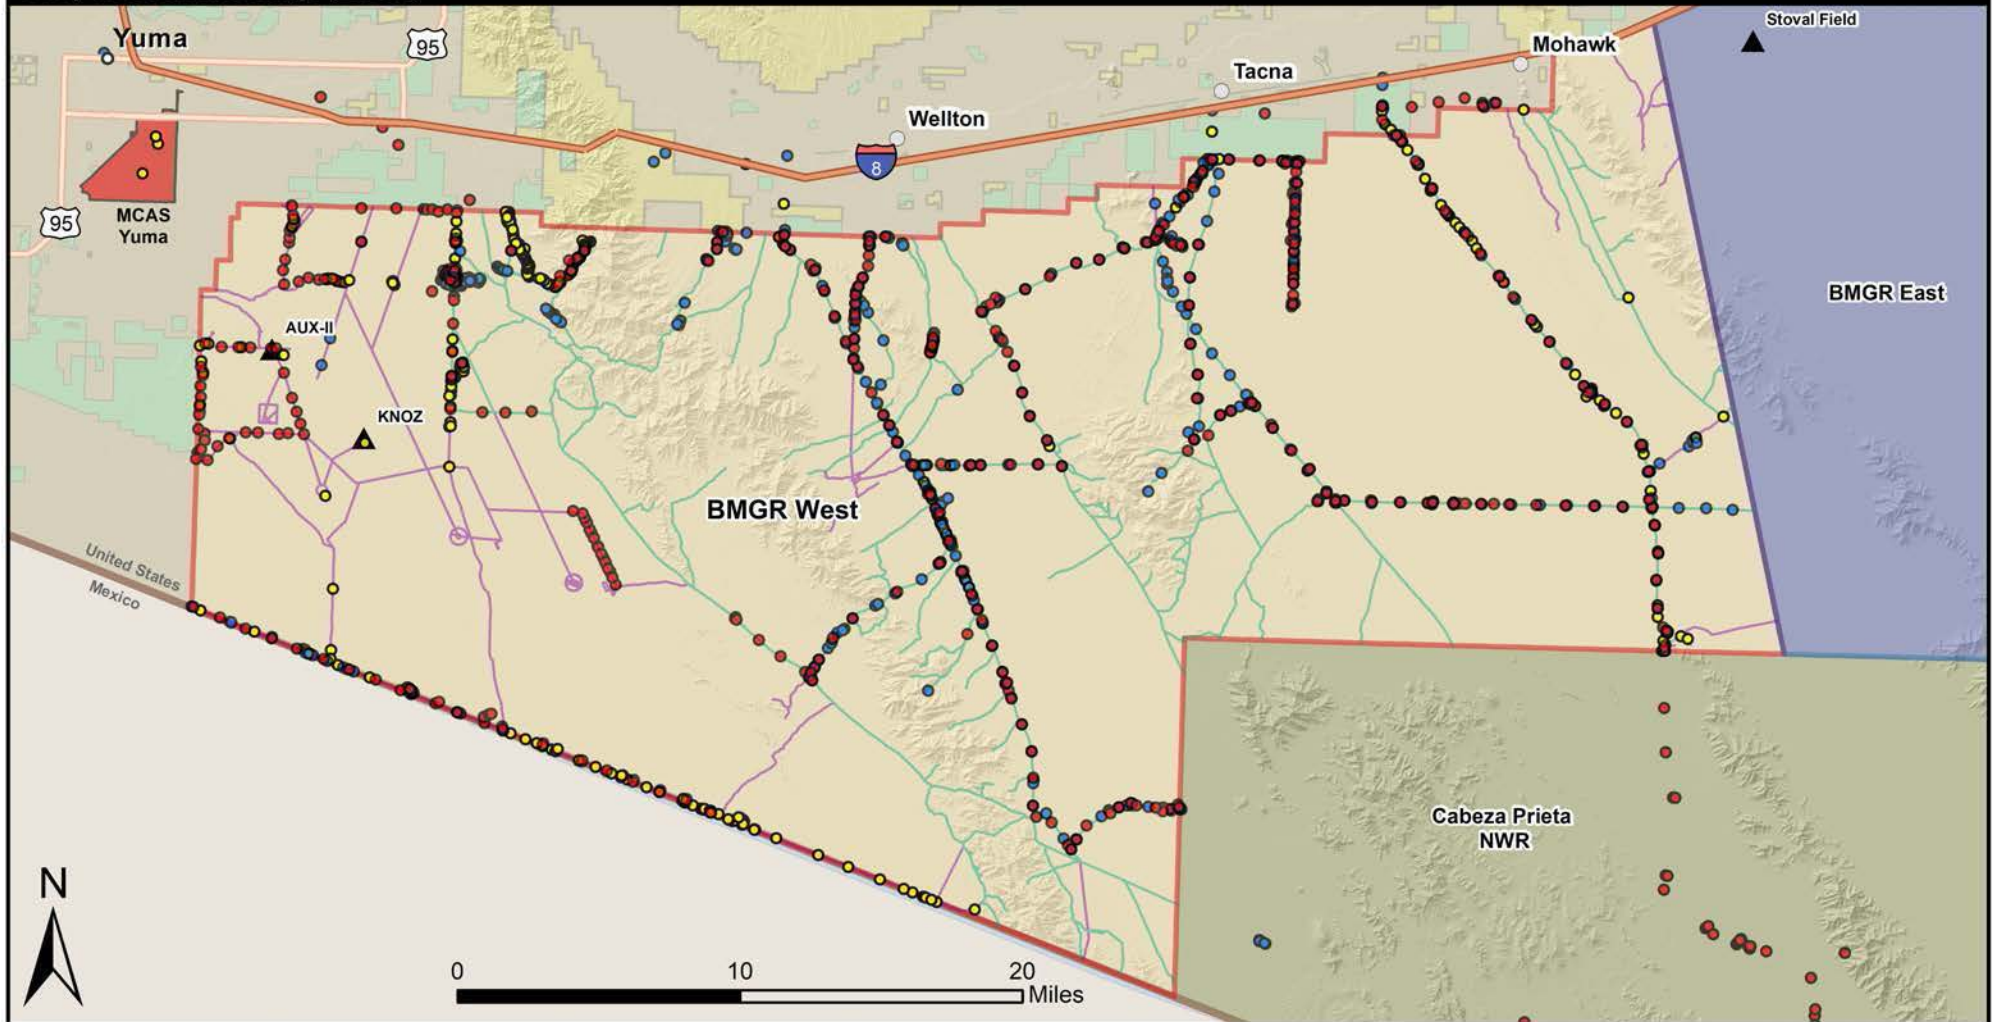 Stoval Field
Yuma
95
Mohawk
Tacna
Wellton
8
MCAS
Yuma
95
BMGR East
AUX-II
KNOZ
BMGR West
United States
Mexico
Cabeza Prieta
NWR
N
0 10 20
Miles